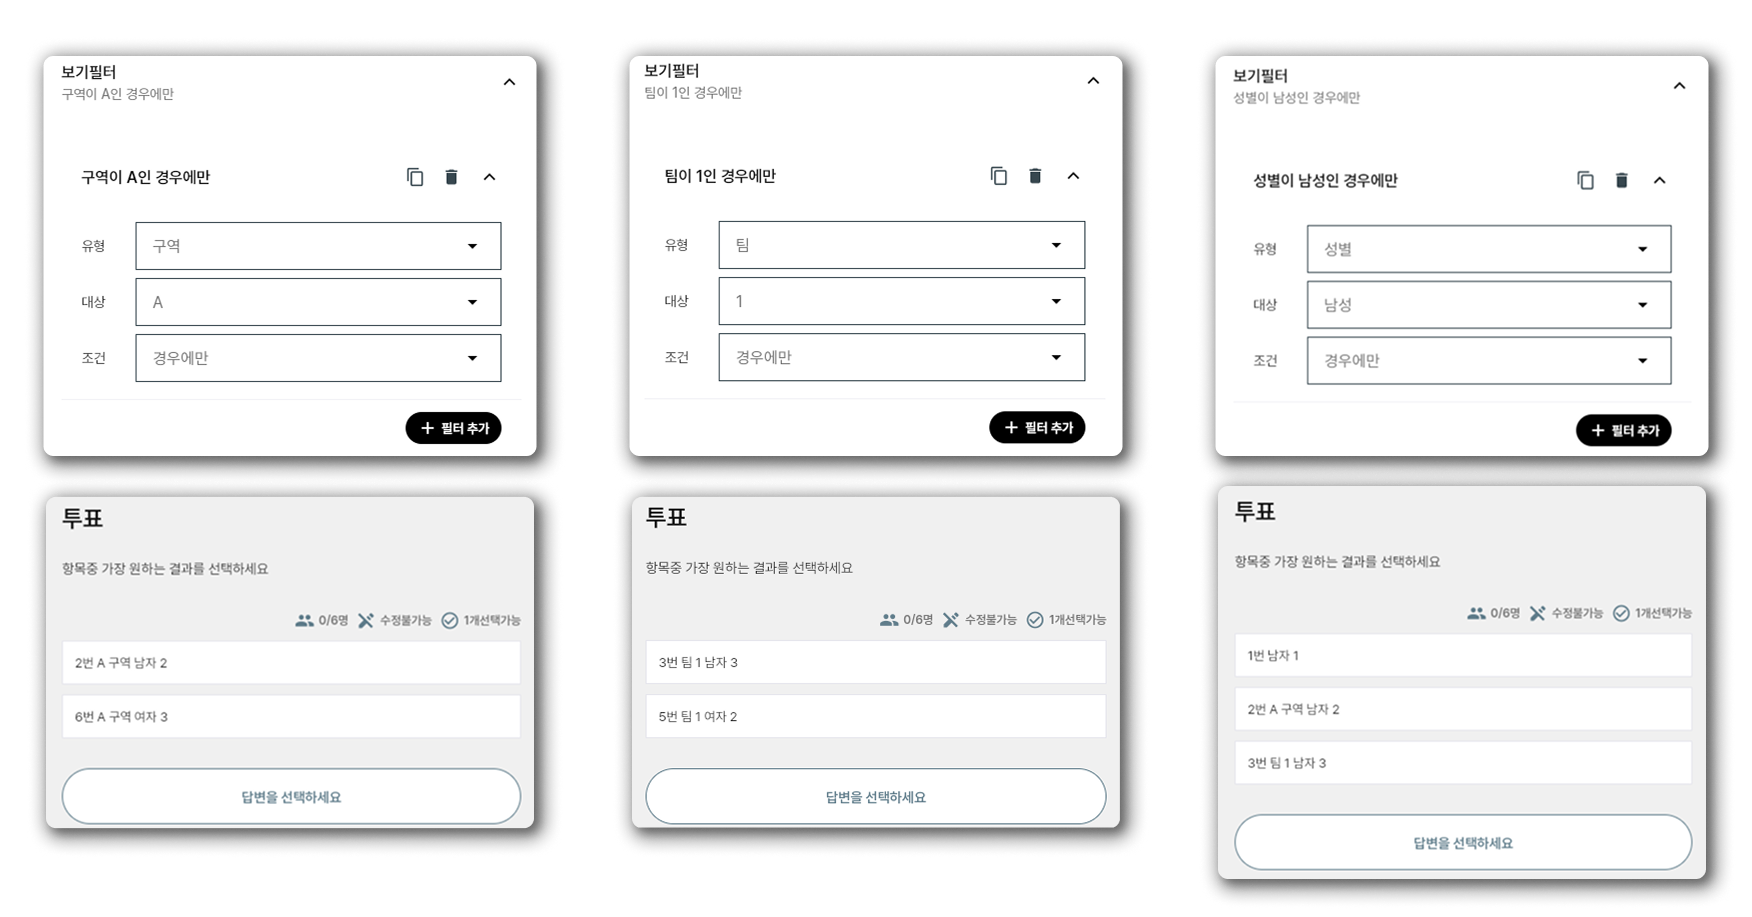 보기필터
구역이 A인 경우에만
구역이 A인 경우에만
유형 구역
대상 A
조건 경우에만
+ 필터 추가
투표
항목중 가장 원하는 결과를 선택하세요
0/6명 수정불가능 1개선택가능
2번 A 구역 남자 2
6번 A 구역 여자 3
답변을 선택하세요
보기필터
팀이 1인 경우에만
팀이 1인 경우에만
유형 팀
대상 1
조건 경우에만
+ 필터 추가
투표
항목중 가장 원하는 결과를 선택하세요
0/6명 수정불가능 1개선택가능
3번 팀 1 남자 3
5번 팀 1 여자 2
답변을 선택하세요
보기필터
성별이 남성인 경우에만
성별이 남성인 경우에만
유형 성별
대상 남성
조건 경우에만
+ 필터 추가
투표
항목중 가장 원하는 결과를 선택하세요
0/6명 수정불가능 1개선택가능
1번 남자 1
2번 A 구역 남자 2
3번 팀 1 남자 3
답변을 선택하세요